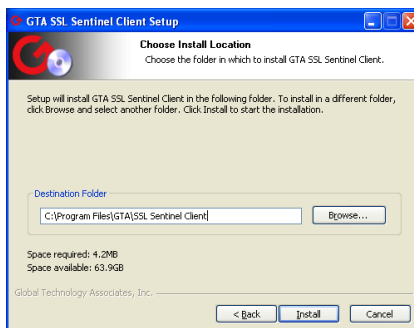 GTA SSL Sentinel Client Setup
Choose Install Location
Choose the folder in which to install GTA SSL Sentinel Client.
Setup will install GTA SSL Sentinel Client in the following folder. To install in a different folder,
click Browse and select another folder. Click Install to start the installation.
Destination Folder
C:\Program Files\GTA\SSL Sentinel Client
Browse...
Space required: 4.2MB
Space available: 63.9GB
Global Technology Associates, Inc.
< Back Install Cancel